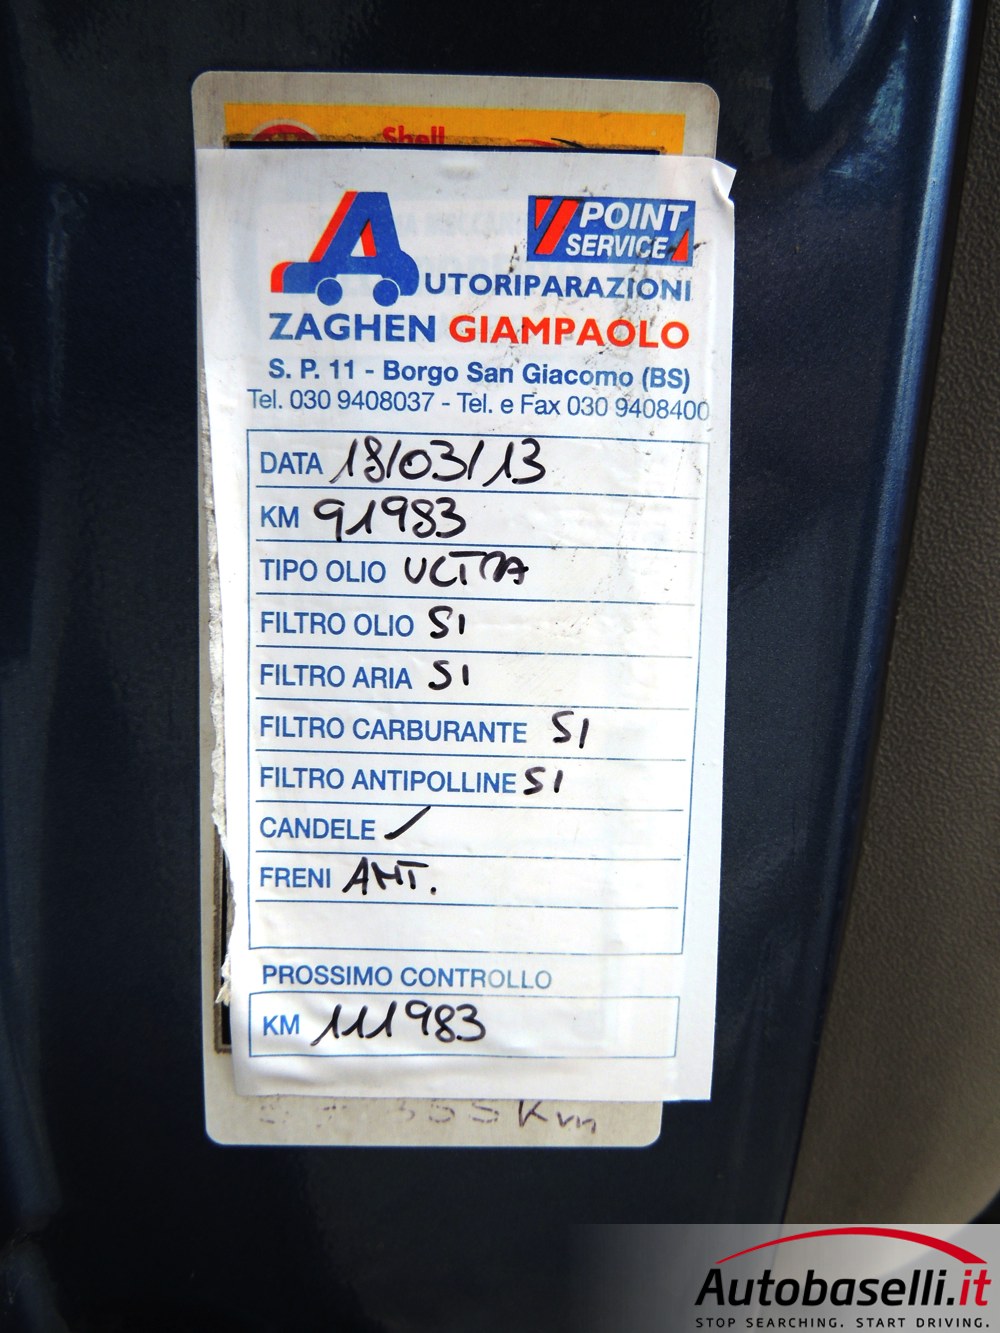 Shell
POINT
SERVICE
AUTORIPARAZIONI
ZAGHEN GIAMPAOLO
S. P. 11 - Borgo San Giacomo (BS)
Tel. 030 9408037 - Tel. e Fax 030 9408400
DATA 18/03/13
KM 91983
TIPO OLIO ULTRA
FILTRO OLIO SI
FILTRO ARIA SI
FILTRO CARBURANTE SI
FILTRO ANTIPOLLINE SI
CANDELE /
FRENI ANT.
PROSSIMO CONTROLLO
KM 111983
Km
Autobaselli.it
STOP SEARCHING. START DRIVING.